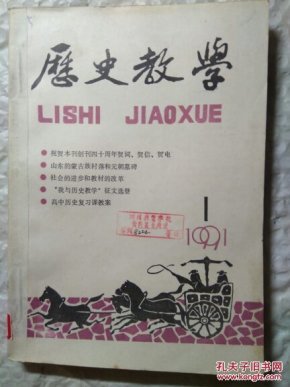 歷史教學
LISHI JIAOXUE
● 祝贺本刊创刊四十周年贺词、贺信、贺电
● 山东的蒙古族村落和元朝墓碑
● 社会的进步和教材的改革
● “我与历史教学”征文选登
● 高中历史复习课教案
1
1991
孔夫子旧书网